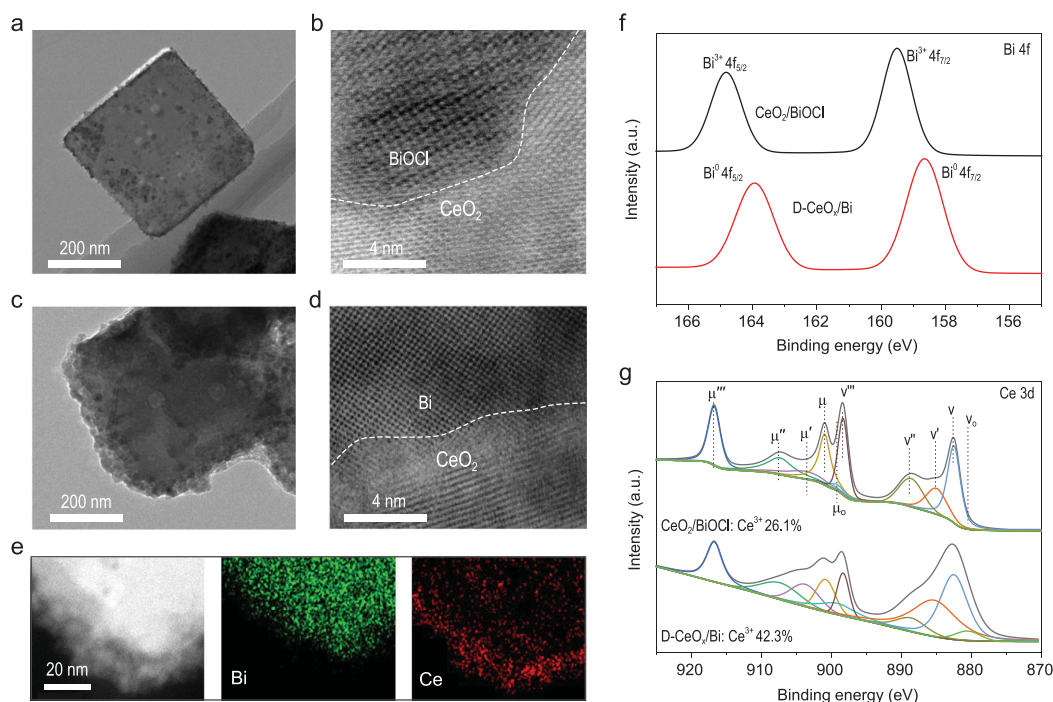 a
200 nm
b
BiOCl
CeO₂
4 nm
c
200 nm
d
Bi
CeO₂
4 nm
e
20 nm
Bi
Ce
f
Bi 4f
Bi³⁺ 4f₅/₂
Bi³⁺ 4f₇/₂
CeO₂/BiOCl
Bi⁰ 4f₅/₂
Bi⁰ 4f₇/₂
D-CeOₓ/Bi
Intensity (a.u.)
166 164 162 160 158 156
Binding energy (eV)
g
Ce 3d
μ‴ μ″ μ′ μ v‴ v″ v′ v v₀
μ₀
CeO₂/BiOCl: Ce³⁺ 26.1%
D-CeOₓ/Bi: Ce³⁺ 42.3%
Intensity (a.u.)
920 910 900 890 880 870
Binding energy (eV)